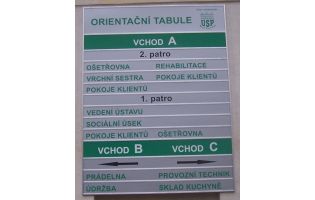 ORIENTAČNÍ TABULE
ÚSP
VCHOD A
2. patro
OŠETŘOVNA REHABILITACE
VRCHNÍ SESTRA POKOJE KLIENTŮ
POKOJE KLIENTŮ
1. patro
VEDENÍ ÚSTAVU
SOCIÁLNÍ ÚSEK
POKOJE KLIENTŮ OŠETŘOVNA
VCHOD B VCHOD C
PRÁDELNA PROVOZNÍ TECHNIK
ÚDRŽBA SKLAD KUCHYNĚ